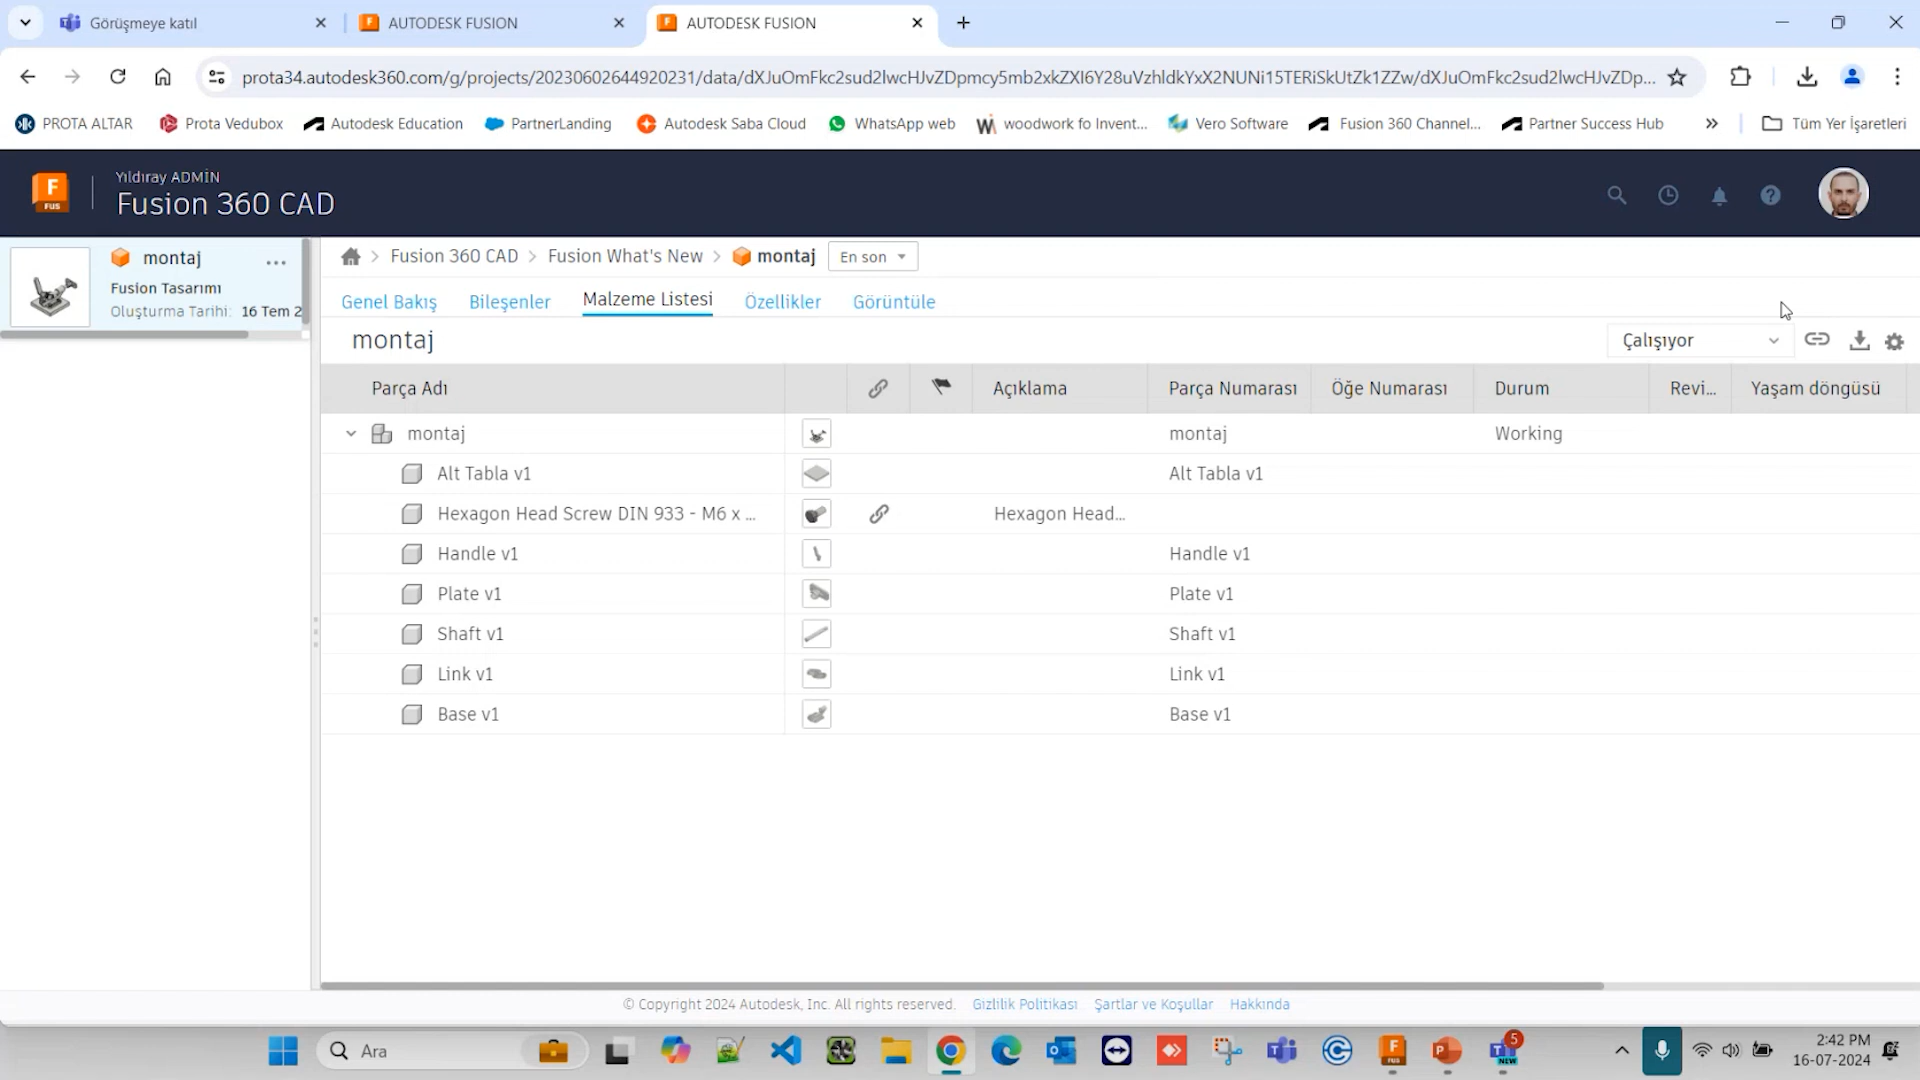 Görüşmeye katıl
AUTODESK FUSION
AUTODESK FUSION
prota34.autodesk360.com/g/projects/20230602644920231/data/dXJuOmFkc2sud2lwcHJvZDpmcy5mb2xkZXI6Y28uVzhldkYxX2NUNi15TERiSkUtZk1ZZw/dXJuOmFkc2sud2lwcHJvZDp...
PROTA ALTAR
Prota Vedubox
Autodesk Education
PartnerLanding
Autodesk Saba Cloud
WhatsApp web
woodwork fo Invent...
Vero Software
Fusion 360 Channel...
Partner Success Hub
Tüm Yer İşaretleri
F
FUS
Yıldıray ADMİN
Fusion 360 CAD
montaj
Fusion Tasarımı
Oluşturma Tarihi: 16 Tem 2
Fusion 360 CAD > Fusion What's New > montaj
En son
Genel Bakış
Bileşenler
Malzeme Listesi
Özellikler
Görüntüle
montaj
Çalışıyor
Parça Adı Açıklama Parça Numarası Öğe Numarası Durum Revi... Yaşam döngüsü
montaj montaj Working
Alt Tabla v1 Alt Tabla v1
Hexagon Head Screw DIN 933 - M6 x ... Hexagon Head...
Handle v1 Handle v1
Plate v1 Plate v1
Shaft v1 Shaft v1
Link v1 Link v1
Base v1 Base v1
© Copyright 2024 Autodesk, Inc. All rights reserved. Gizlilik Politikası Şartlar ve Koşullar Hakkında
Ara
5
NEW
2:42 PM
16-07-2024